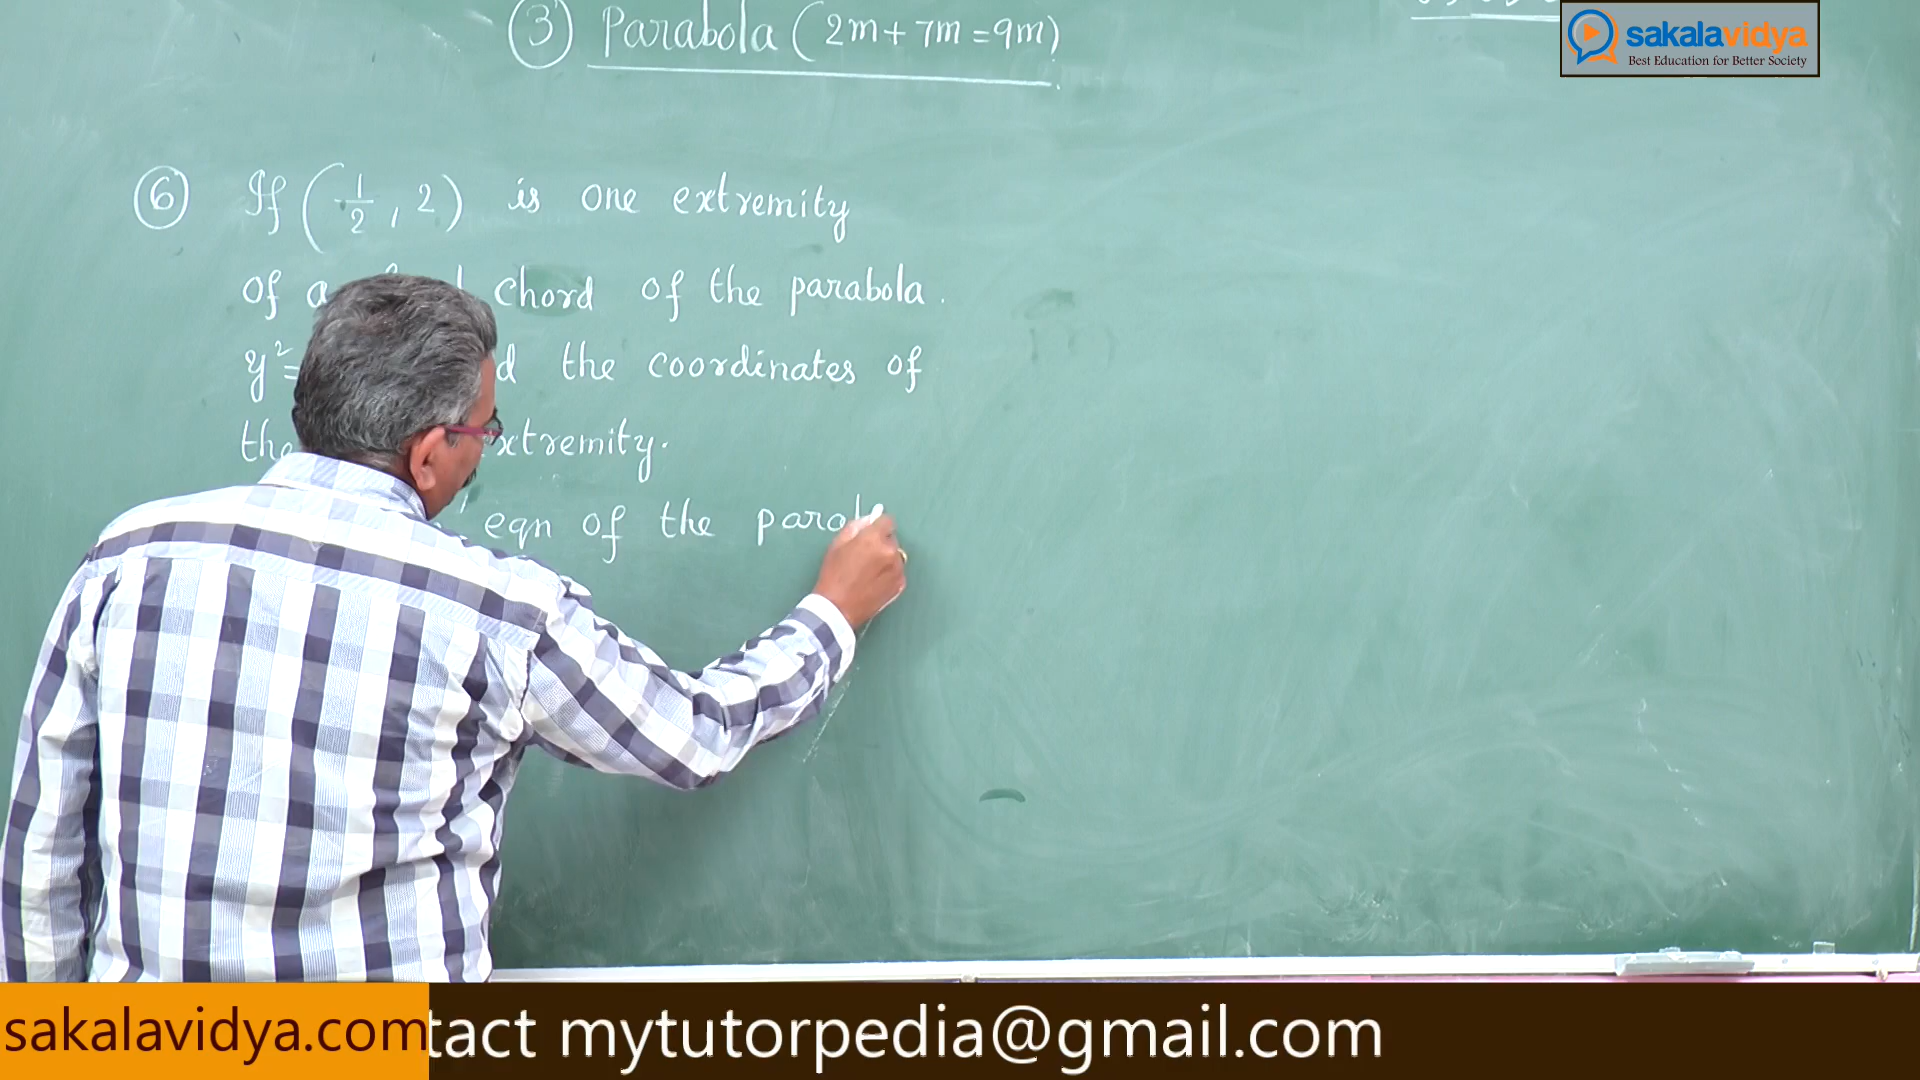 ③ Parabola (2m+7m=9m)
sakalavidya
Best Education for Better Society
⑥ If (1/2, 2) is one extremity
of a chord of the parabola.
y²= the coordinates of
the extremity.
eqn of the parab
sakalavidya.com
tact mytutorpedia@gmail.com